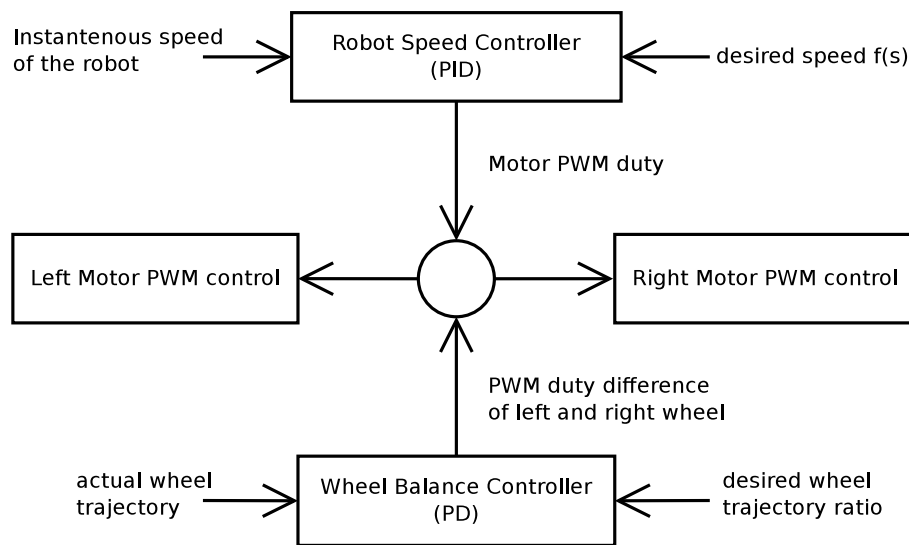 Instantenous speed
of the robot
Robot Speed Controller
(PID)
desired speed f(s)
Motor PWM duty
Left Motor PWM control
Right Motor PWM control
PWM duty difference
of left and right wheel
actual wheel
trajectory
Wheel Balance Controller
(PD)
desired wheel
trajectory ratio